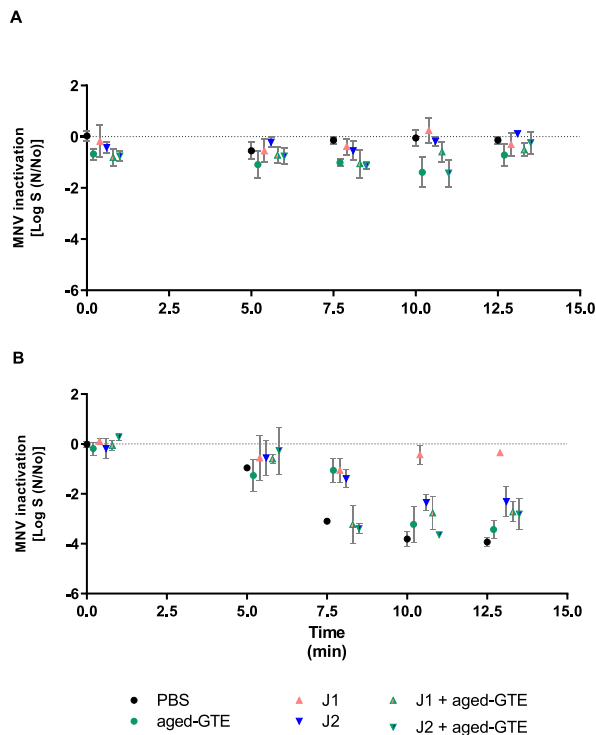 A
MNV inactivation
[Log S (N/No)]
2
0
-2
-4
-6
0.0 2.5 5.0 7.5 10.0 12.5 15.0
B
MNV inactivation
[Log S (N/No)]
2
0
-2
-4
-6
0.0 2.5 5.0 7.5 10.0 12.5 15.0
Time
(min)
PBS J1 J1 + aged-GTE
aged-GTE J2 J2 + aged-GTE